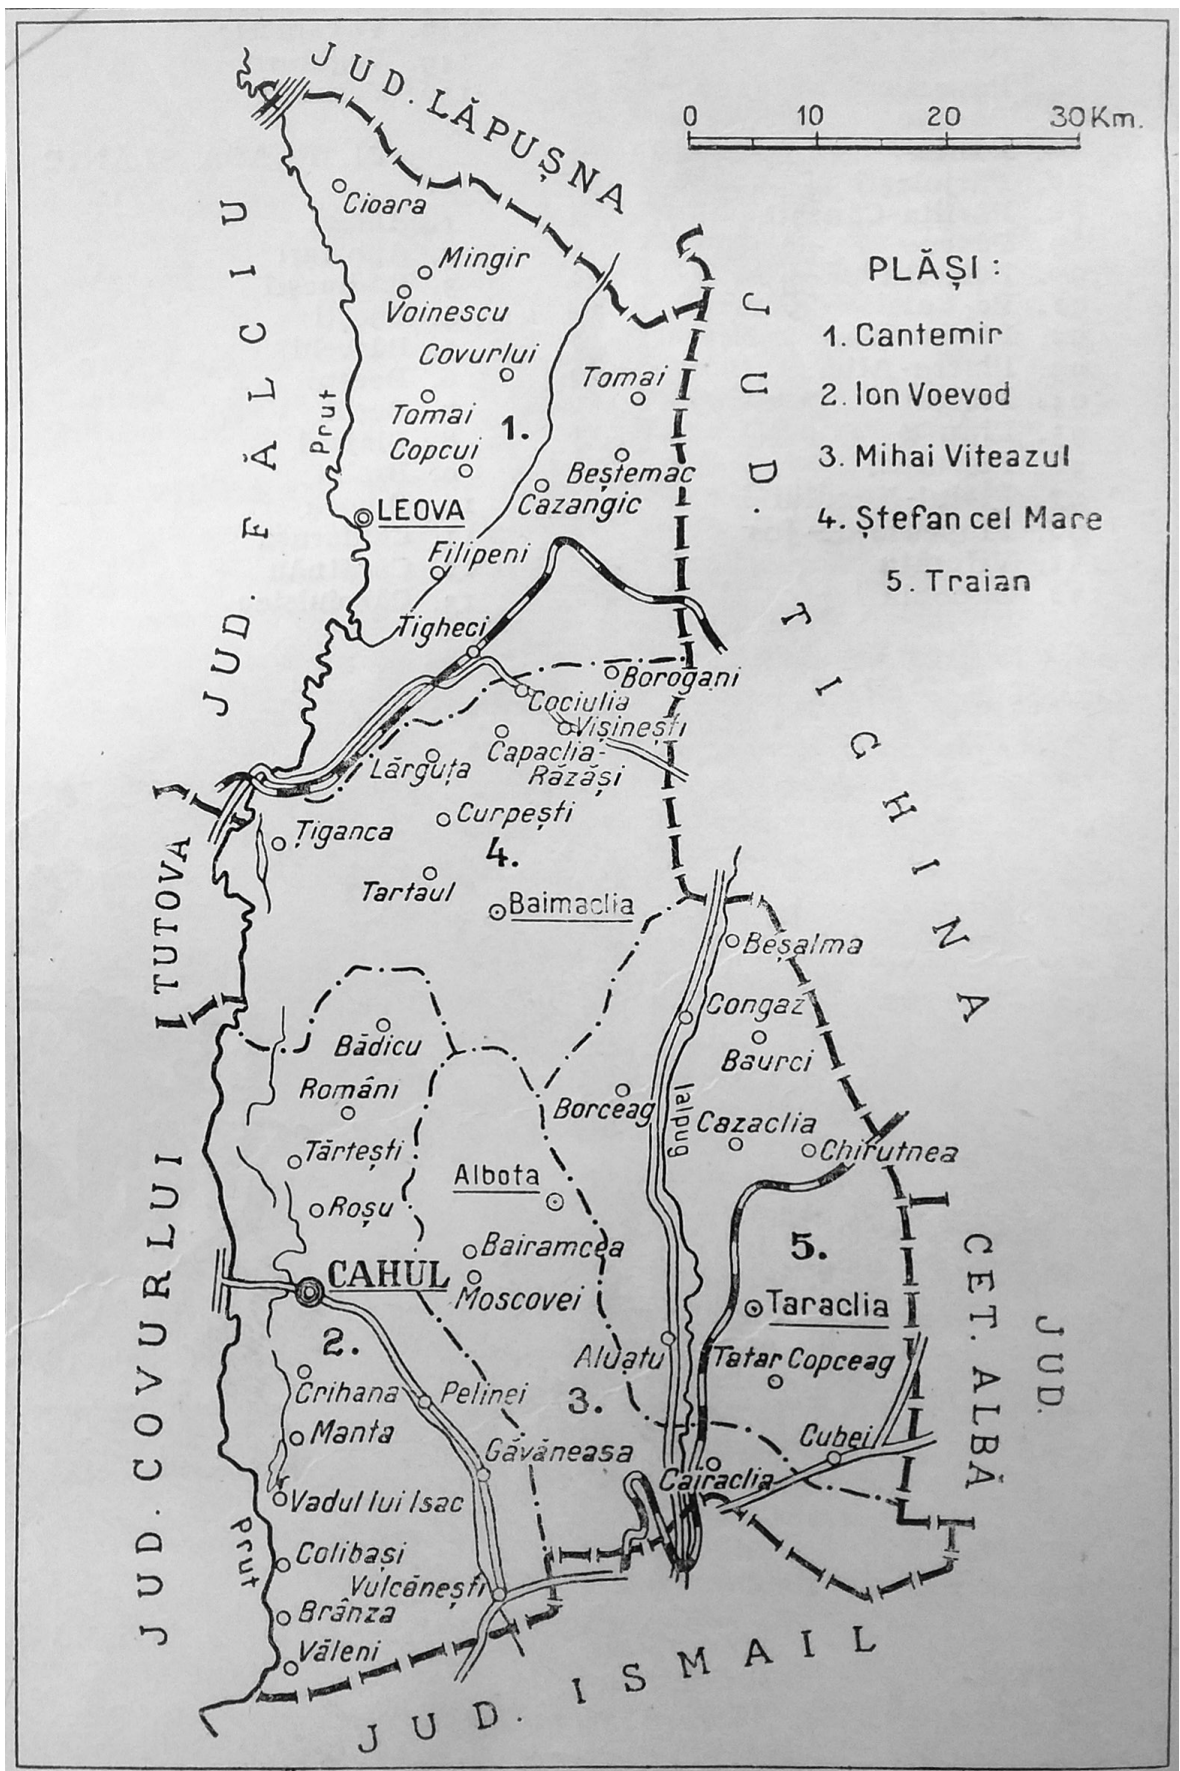 JUD. LĂPUȘNA
0 10 20 30 Km.
JUD. FĂLCIU
Cioara
Mingir
Voinescu
PLĂȘI:
1. Cantemir
2. Ion Voevod
3. Mihai Viteazul
4. Ștefan cel Mare
5. Traian
JUD. TIGHINA
Covurlui
Tomai
Prut
Tomai
1.
Copcui
Beștemac
Cazangic
LEOVA
Filipeni
Tigheci
Borogani
Cociulia
Vișinești
Capaclia-
Răzăși
Lărguța
Curpești
Țiganca
4.
Tartaul
Baimaclia
TUTOVA
Beșalma
Congaz
Baurci
Bădicu
Români
Borceag
Ialpug
Cazaclia
Chirutnea
Tărtești
Albota
Roșu
Bairamcea
5.
CAHUL
Moscovei
Taraclia
JUD. COVURLUI
2.
Aluatu
Tatar Copceag
JUD.
CET. ALBĂ
Crihana
Pelinei
3.
Manta
Găvăneasa
Cubei
Cairaclia
Vadul lui Isac
prut
Colibași
Vulcănești
Brânza
Văleni
JUD. ISMAIL